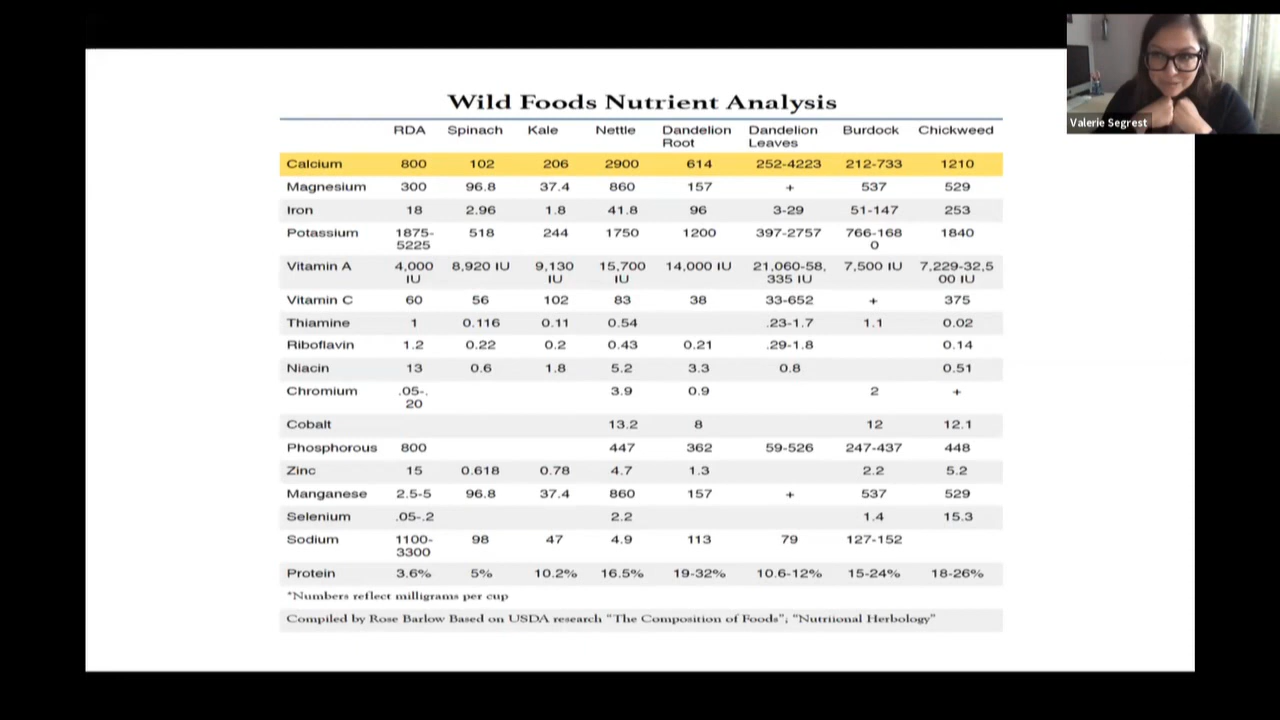 Valerie Segrest
Wild Foods Nutrient Analysis
RDA Spinach Kale Nettle Dandelion Root Dandelion Leaves Burdock Chickweed
Calcium 800 102 206 2900 614 252-4223 212-733 1210
Magnesium 300 96.8 37.4 860 157 + 537 529
Iron 18 2.96 1.8 41.8 96 3-29 51-147 253
Potassium 1875-5225 518 244 1750 1200 397-2757 766-1680 1840
Vitamin A 4,000 IU 8,920 IU 9,130 IU 15,700 IU 14,000 IU 21,060-58,335 IU 7,500 IU 7,229-32,500 IU
Vitamin C 60 56 102 83 38 33-652 + 375
Thiamine 1 0.116 0.11 0.54 .23-1.7 1.1 0.02
Riboflavin 1.2 0.22 0.2 0.43 0.21 .29-1.8 0.14
Niacin 13 0.6 1.8 5.2 3.3 0.8 0.51
Chromium .05-.20 3.9 0.9 2 +
Cobalt 13.2 8 12 12.1
Phosphorous 800 447 362 59-526 247-437 448
Zinc 15 0.618 0.78 4.7 1.3 2.2 5.2
Manganese 2.5-5 96.8 37.4 860 157 + 537 529
Selenium .05-.2 2.2 1.4 15.3
Sodium 1100-3300 98 47 4.9 113 79 127-152
Protein 3.6% 5% 10.2% 16.5% 19-32% 10.6-12% 15-24% 18-26%
*Numbers reflect milligrams per cup
Compiled by Rose Barlow Based on USDA research "The Composition of Foods"; "Nutriional Herbology"